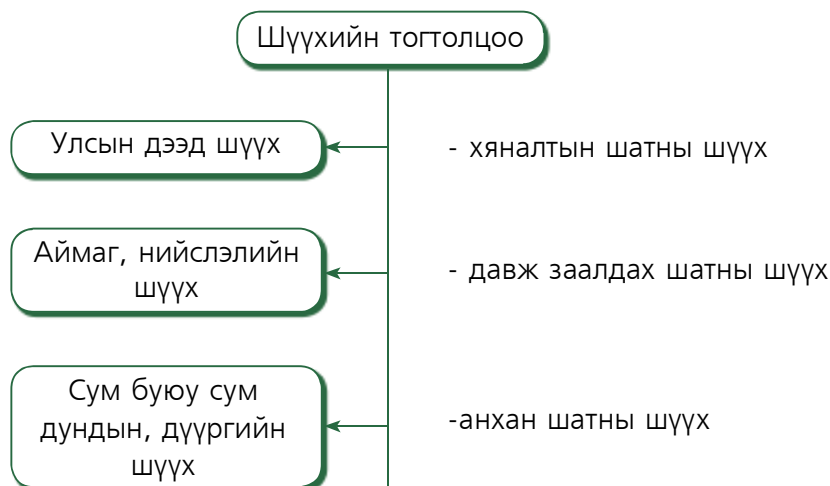 Шүүхийн тогтолцоо
Улсын дээд шүүх
- хяналтын шатны шүүх
Аймаг, нийслэлийн
шүүх
- давж заалдах шатны шүүх
Сум буюу сум
дундын, дүүргийн
шүүх
-анхан шатны шүүх